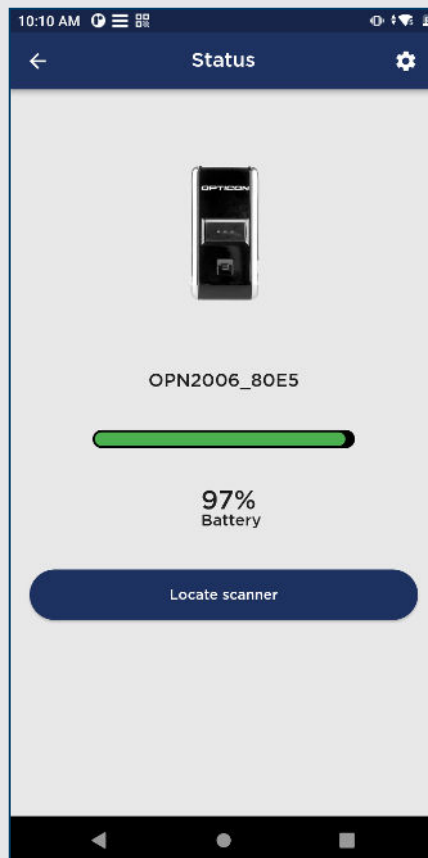 10:10 AM
Status
OPTICON
OPN2006_80E5
97%
Battery
Locate scanner